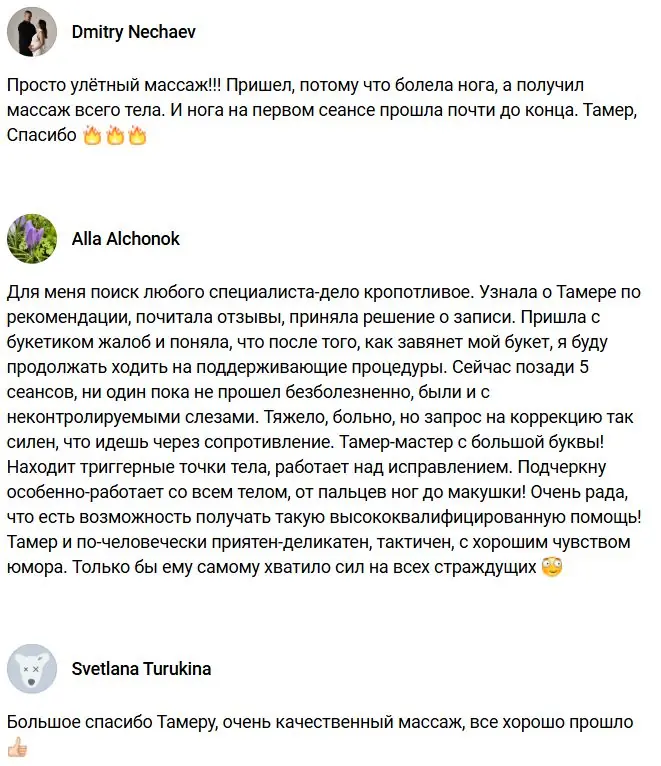 Dmitry Nechaev
Просто улётный массаж!!! Пришел, потому что болела нога, а получил
массаж всего тела. И нога на первом сеансе прошла почти до конца. Тамер,
Спасибо 🔥🔥🔥
Alla Alchonok
Для меня поиск любого специалиста-дело кропотливое. Узнала о Тамере по
рекомендации, почитала отзывы, приняла решение о записи. Пришла с
букетиком жалоб и поняла, что после того, как завянет мой букет, я буду
продолжать ходить на поддерживающие процедуры. Сейчас позади 5
сеансов, ни один пока не прошел безболезненно, были и с
неконтролируемыми слезами. Тяжело, больно, но запрос на коррекцию так
силен, что идешь через сопротивление. Тамер-мастер с большой буквы!
Находит триггерные точки тела, работает над исправлением. Подчеркну
особенно-работает со всем телом, от пальцев ног до макушки! Очень рада,
что есть возможность получать такую высококвалифицированную помощь!
Тамер и по-человечески приятен-деликатен, тактичен, с хорошим чувством
юмора. Только бы ему самому хватило сил на всех страждущих
Svetlana Turukina
Большое спасибо Тамеру, очень качественный массаж, все хорошо прошло
👍🏻